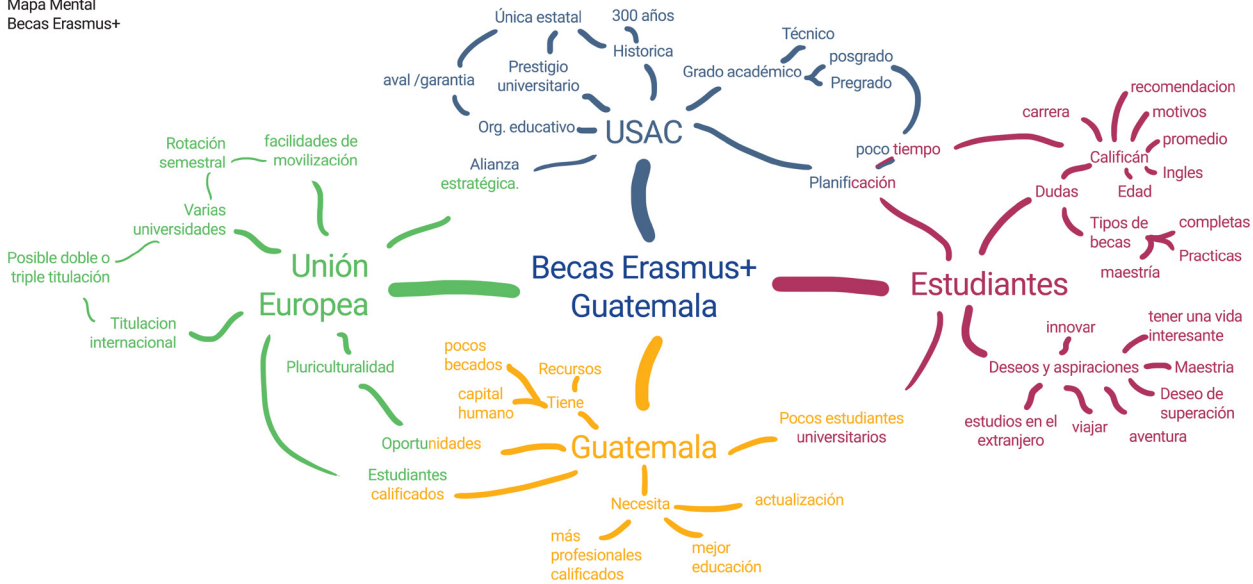 Mapa Mental
Becas Erasmus+
Única estatal
300 años
Historica
Prestigio
universitario
aval /garantia
Org. educativo
USAC
Alianza
estratégica.
Grado académico
Técnico
posgrado
Pregrado
poco tiempo
Planificación
Rotación
semestral
facilidades de
movilización
Varias
universidades
Posible doble o
triple titulación
Titulacion
internacional
Unión
Europea
Pluriculturalidad
Becas Erasmus+
Guatemala
Estudiantes
Dudas
Califican
carrera
recomendacion
motivos
promedio
Ingles
Edad
Tipos de
becas
completas
Practicas
maestría
Deseos y aspiraciones
innovar
tener una vida
interesante
Maestria
Deseo de
superación
aventura
viajar
estudios en el
extranjero
pocos
becados
Recursos
capital
humano
Tiene
Oportunidades
Guatemala
Estudiantes
calificados
Pocos estudiantes
universitarios
Necesita
actualización
más
profesionales
calificados
mejor
educación